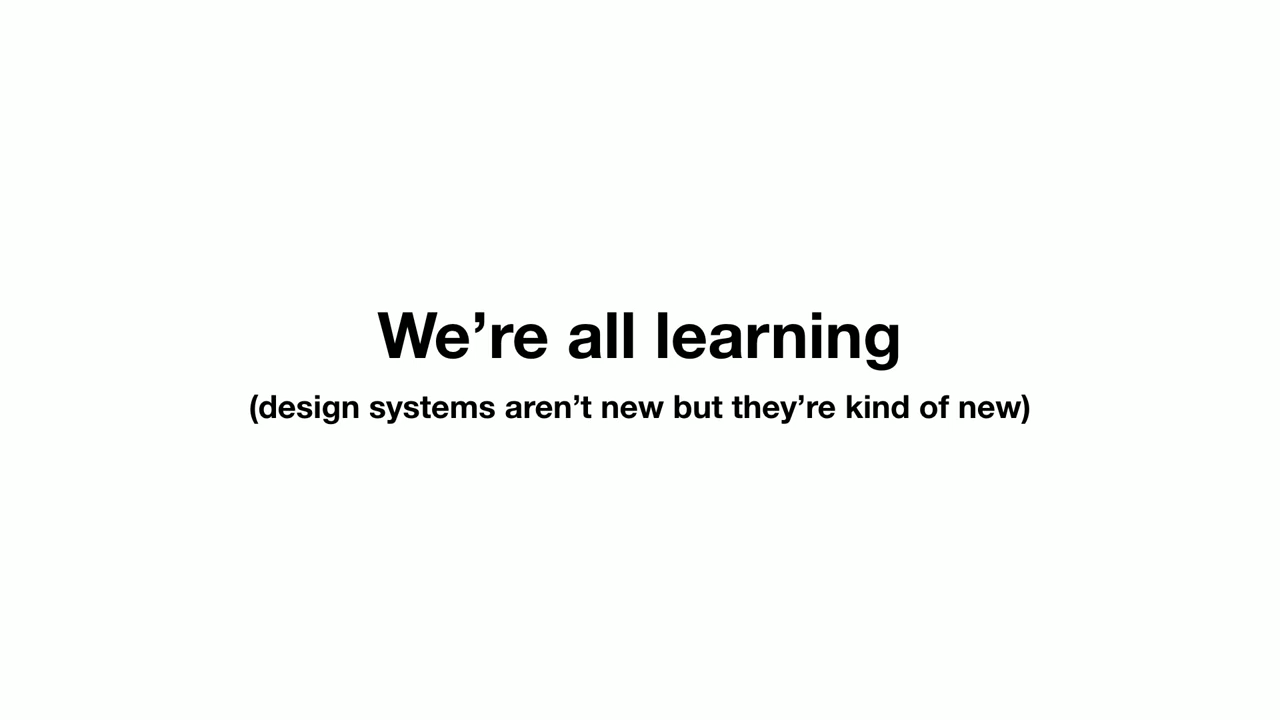 We’re all learning
(design systems aren’t new but they’re kind of new)